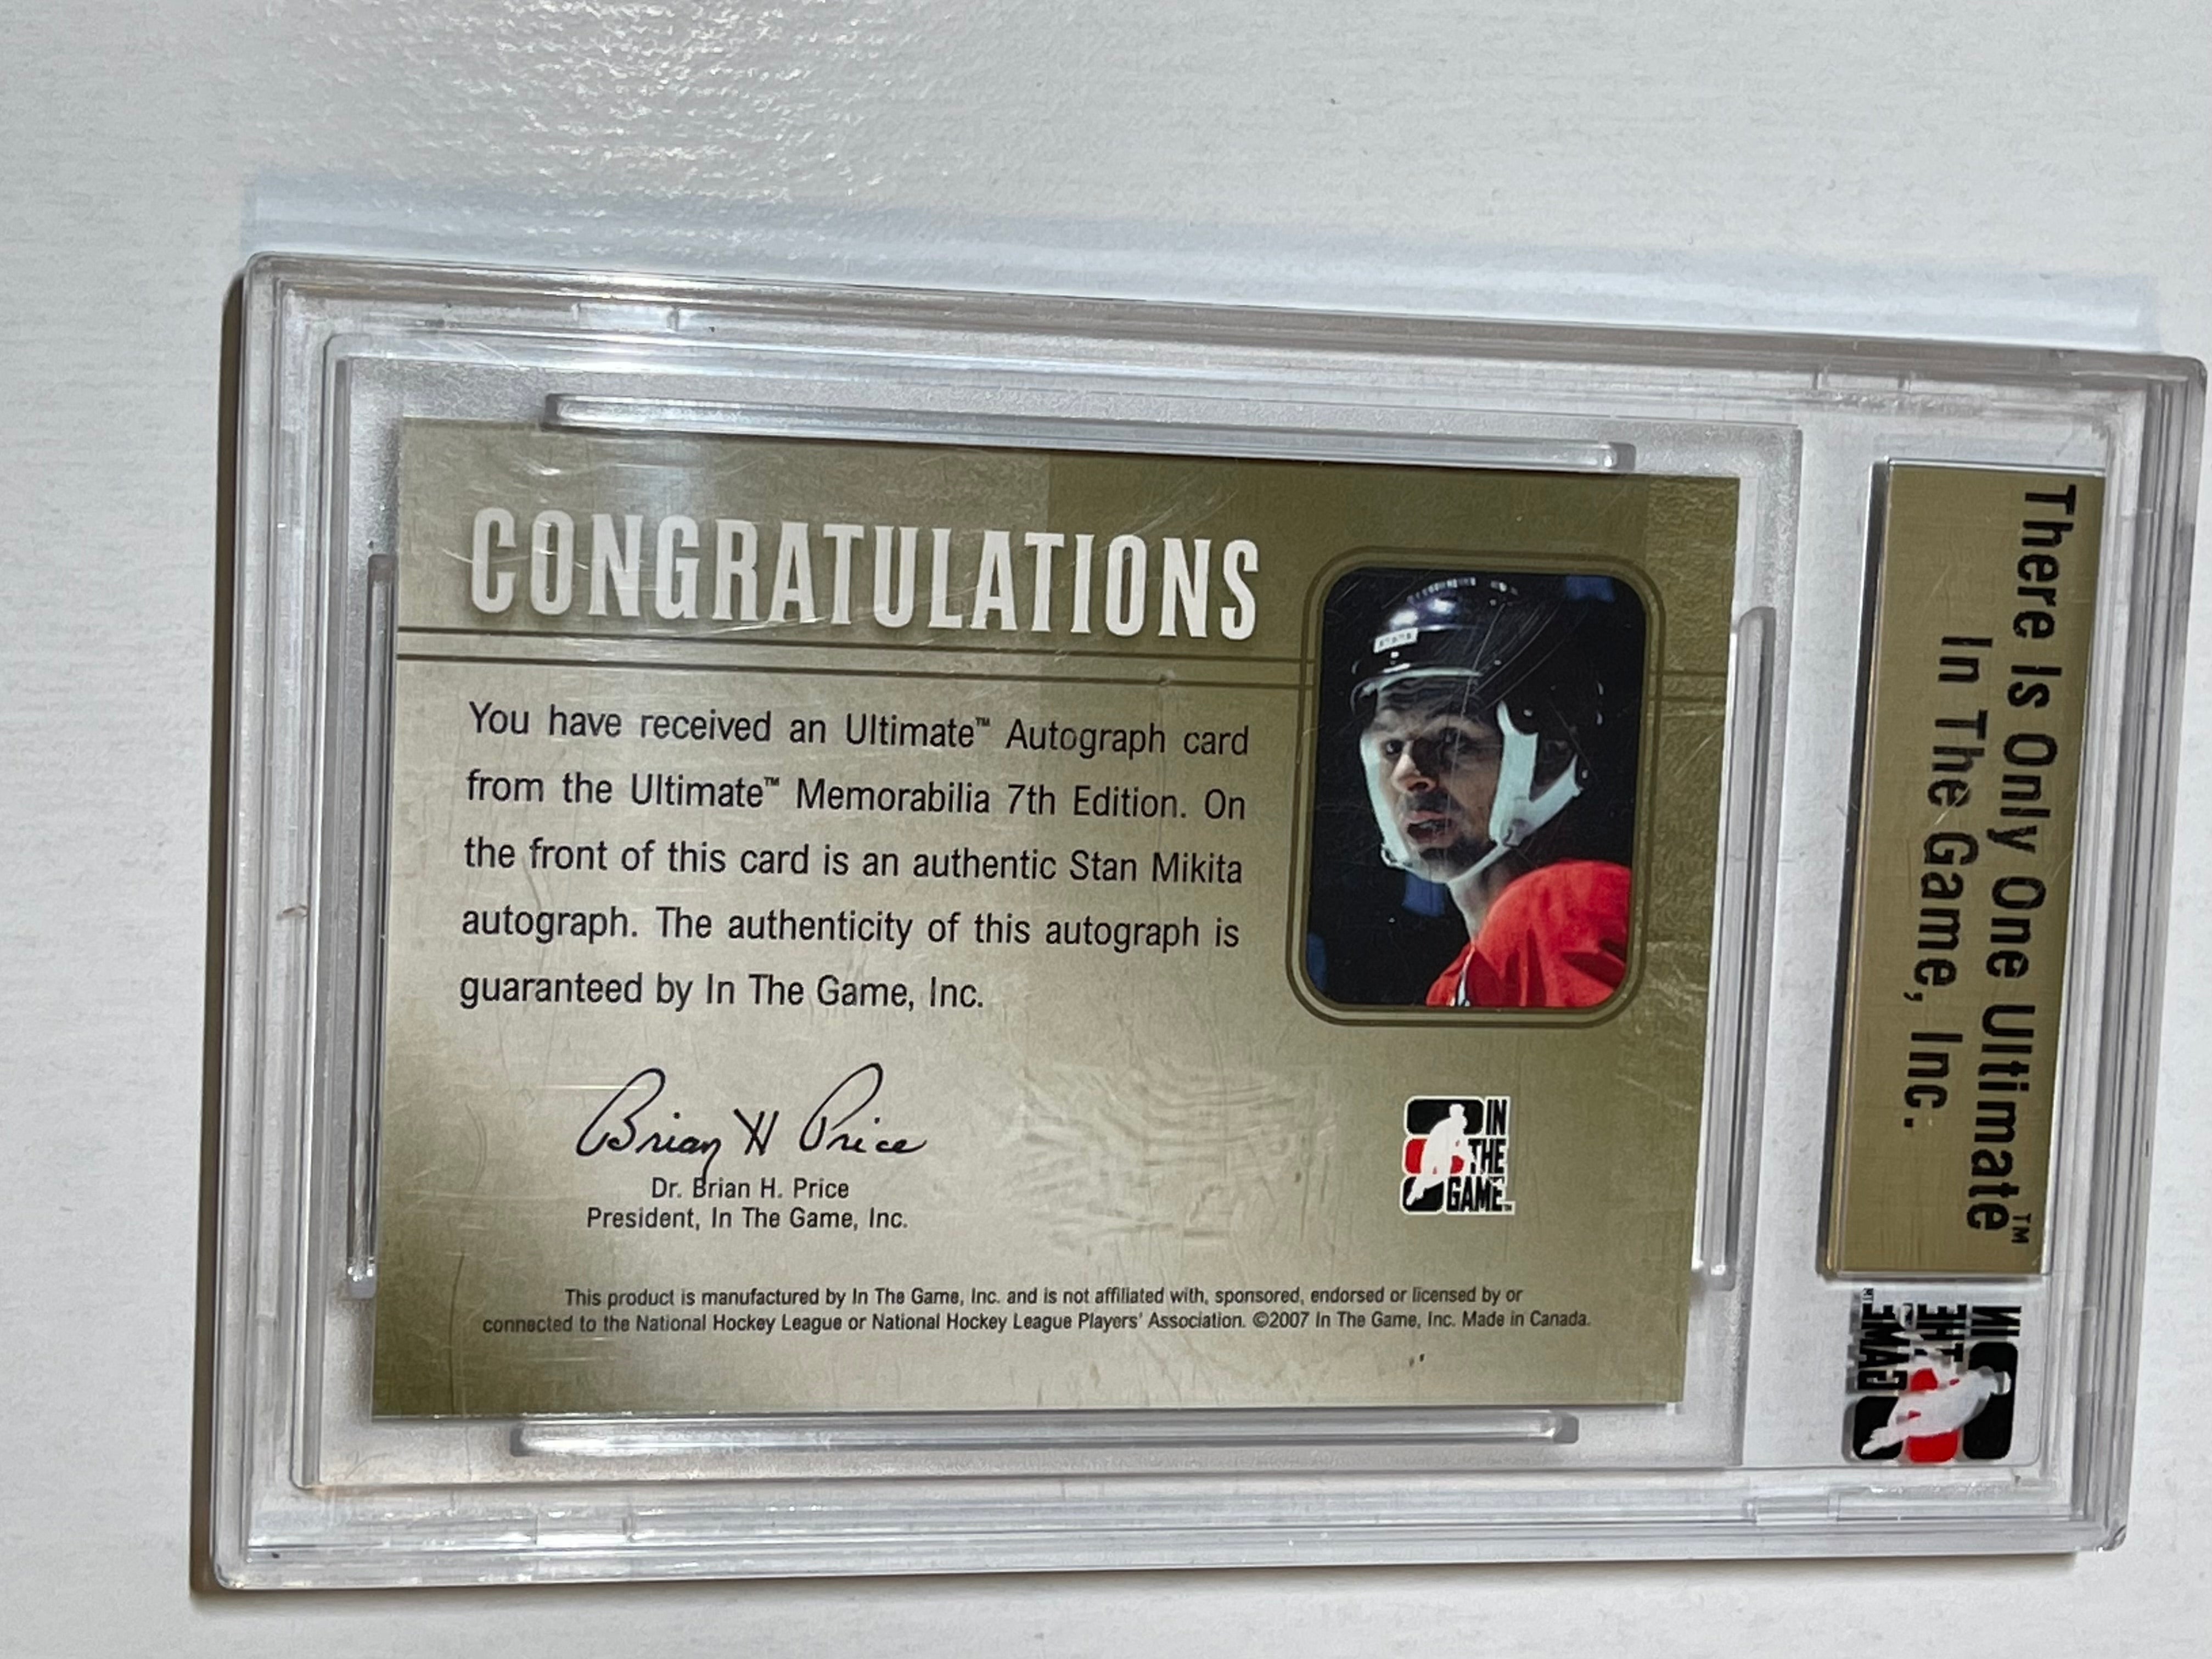 CONGRATULATIONS
You have received an Ultimate™ Autograph card
from the Ultimate™ Memorabilia 7th Edition. On
the front of this card is an authentic Stan Mikita
autograph. The authenticity of this autograph is
guaranteed by In The Game, Inc.
Brian H Price
Dr. Brian H. Price
President, In The Game, Inc.
IN
THE
GAME™
This product is manufactured by In The Game, Inc. and is not affiliated with, sponsored, endorsed or licensed by or
connected to the National Hockey League or National Hockey League Players' Association. ©2007 In The Game, Inc. Made in Canada.
There Is Only One Ultimate™
In The Game, Inc.
IN
THE
GAME